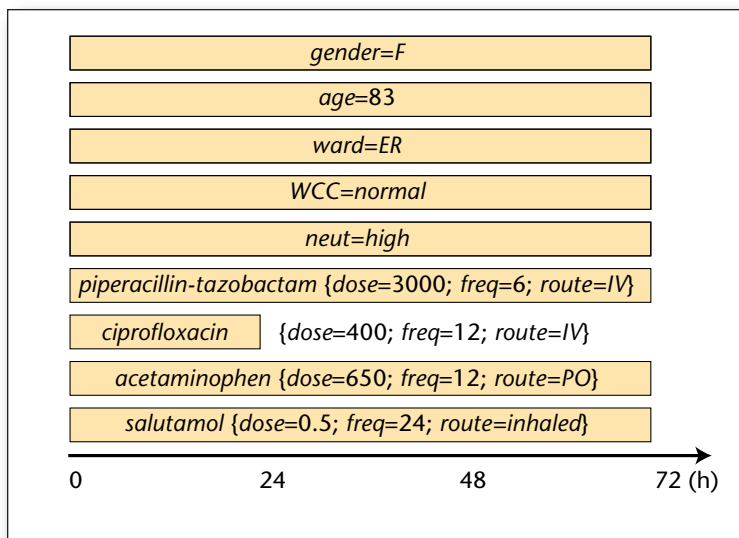 gender=F
age=83
ward=ER
WCC=normal
neut=high
piperacillin-tazobactam {dose=3000; freq=6; route=IV}
ciprofloxacin {dose=400; freq=12; route=IV}
acetaminophen {dose=650; freq=12; route=PO}
salutamol {dose=0.5; freq=24; route=inhaled}
0 24 48 72 (h)